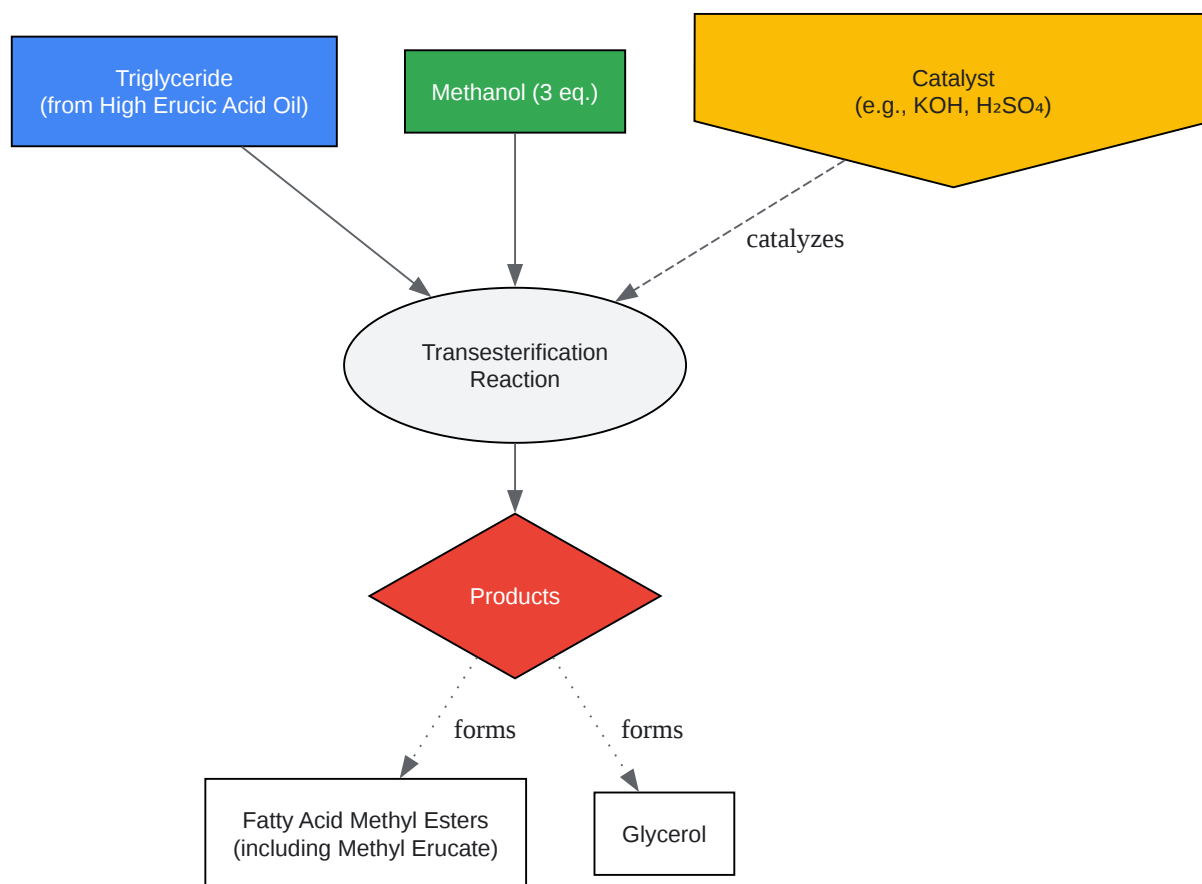 Triglyceride
(from High Erucic Acid Oil)
Methanol (3 eq.)
Catalyst
(e.g., KOH, H₂SO₄)
catalyzes
Transesterification
Reaction
Products
forms
forms
Fatty Acid Methyl Esters
(including Methyl Erucate)
Glycerol